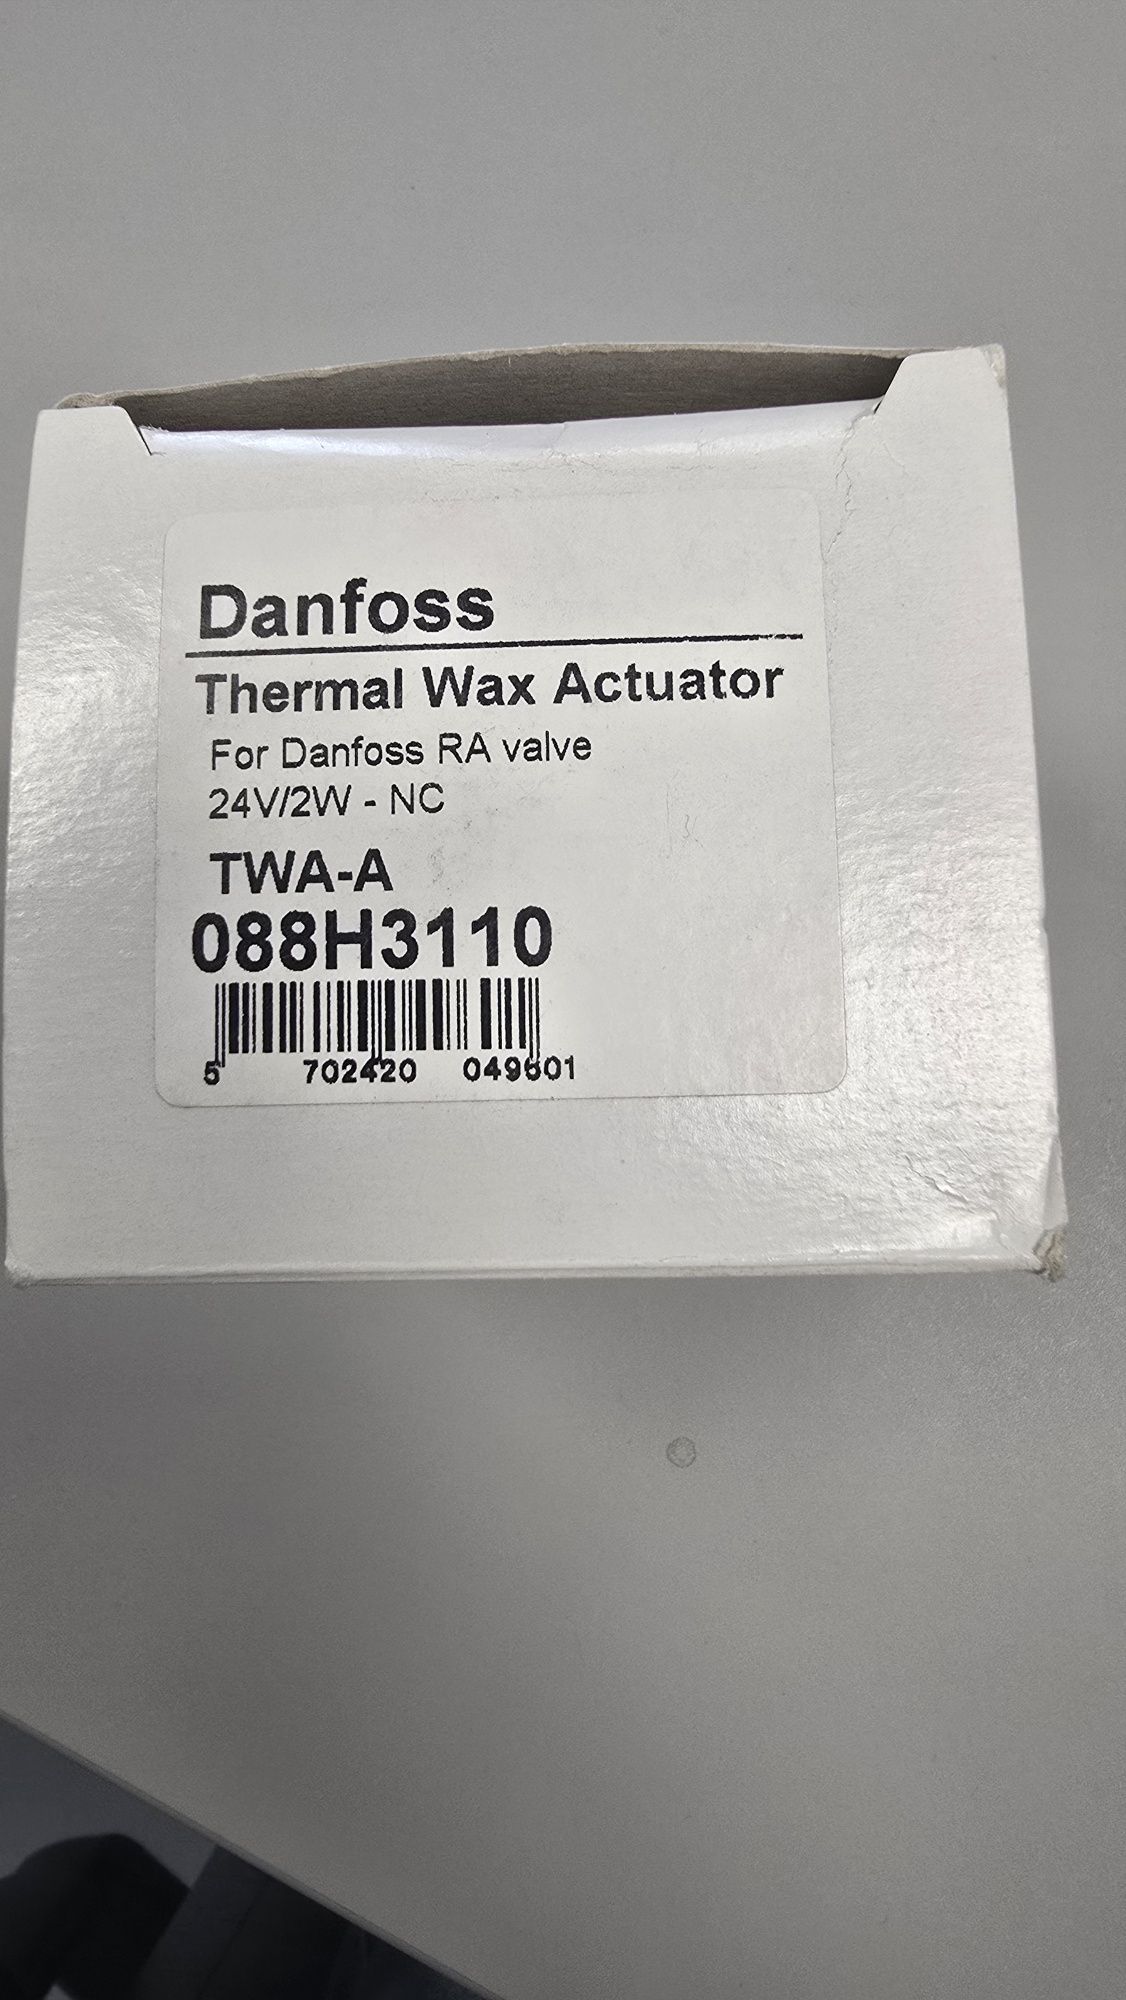 Danfoss
Thermal Wax Actuator
For Danfoss RA valve
24V/2W - NC
TWA-A
088H3110
5 702420 049601